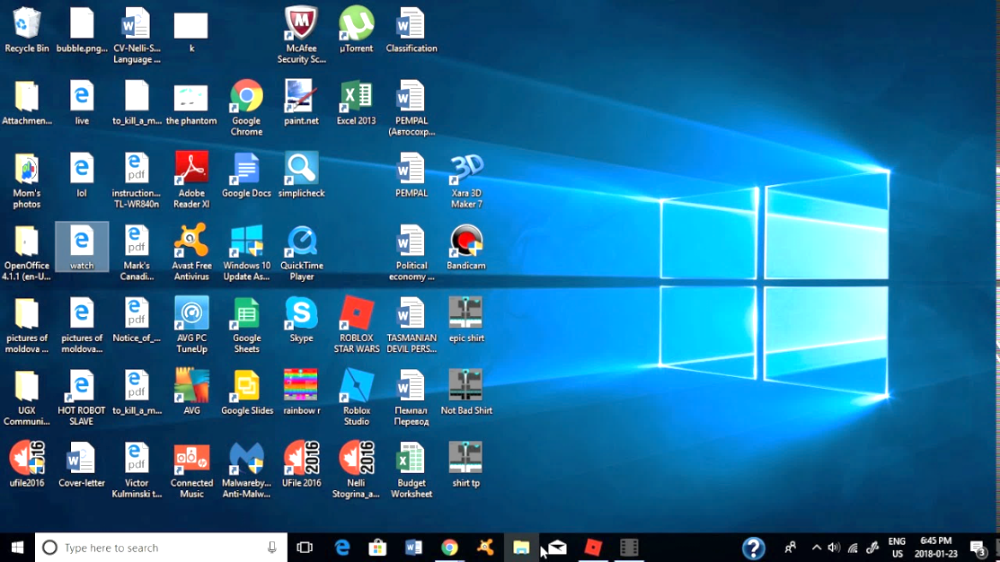 Recycle Bin
bubble.png...
CV-Nelli-S...
Language ...
k
McAfee
Security Sc...
µTorrent
Classification
Attachmen...
live
to_kill_a_m...
the phantom
Google
Chrome
paint.net
Excel 2013
PEMPAL
(Автосохр...
Mom's
photos
lol
instruction...
TL-WR840n
Adobe
Reader XI
Google Docs
simplicheck
PEMPAL
Xara 3D
Maker 7
OpenOffice
4.1.1 (en-U...
watch
Mark's
Canadi...
Avast Free
Antivirus
Windows 10
Update As...
QuickTime
Player
Political
economy ...
Bandicam
pictures of
moldova ...
pictures of
moldova...
Notice_of_...
AVG PC
TuneUp
Google
Sheets
Skype
ROBLOX
STAR WARS
TASMANIAN
DEVIL PERS...
epic shirt
UGX
Communi...
HOT ROBOT
SLAVE
to_kill_a_m...
AVG
Google Slides
rainbow r
Roblox
Studio
Пемпал
Перевод
Not Bad Shirt
ufile2016
Cover-letter
Victor
Kulminski t...
Connected
Music
Malwareby...
Anti-Malw...
UFile 2016
Nelli
Stogrina_a...
Budget
Worksheet
shirt tp
Type here to search
ENG
US
6:45 PM
2018-01-23
3